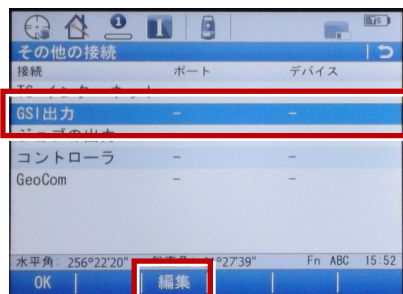 その他の接続
接続 ポート デバイス
GSI出力 - -
コントローラ - -
GeoCom - -
水平角: 256°22'20" °27'39" Fn ABC 15:52
OK 編集